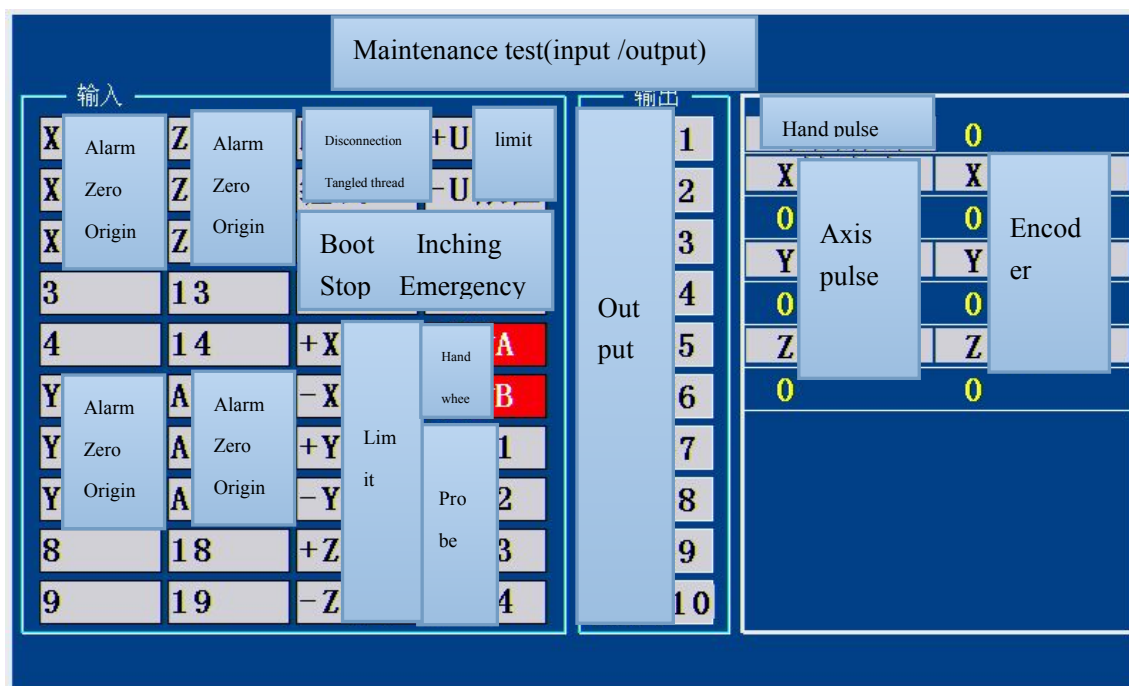 Maintenance test(input /output)
输入
输出
X
Alarm
Zero
Origin
X
X
3
4
Y
Alarm
Zero
Origin
Y
Y
8
9
Z
Alarm
Zero
Origin
Z
Z
13
14
A
Alarm
Zero
Origin
A
A
18
19
Disconnection
Tangled thread
+U
limit
-U
Boot Inching
Stop Emergency
+X
-X
+Y
-Y
+Z
-Z
Lim
it
Hand
whee
A
B
Pro
be
1
2
3
4
Out
put
1
2
3
4
5
6
7
8
9
10
Hand pulse
0
X
X
0
0
Y
Y
0
0
Z
Z
0
0
Axis
pulse
Encod
er